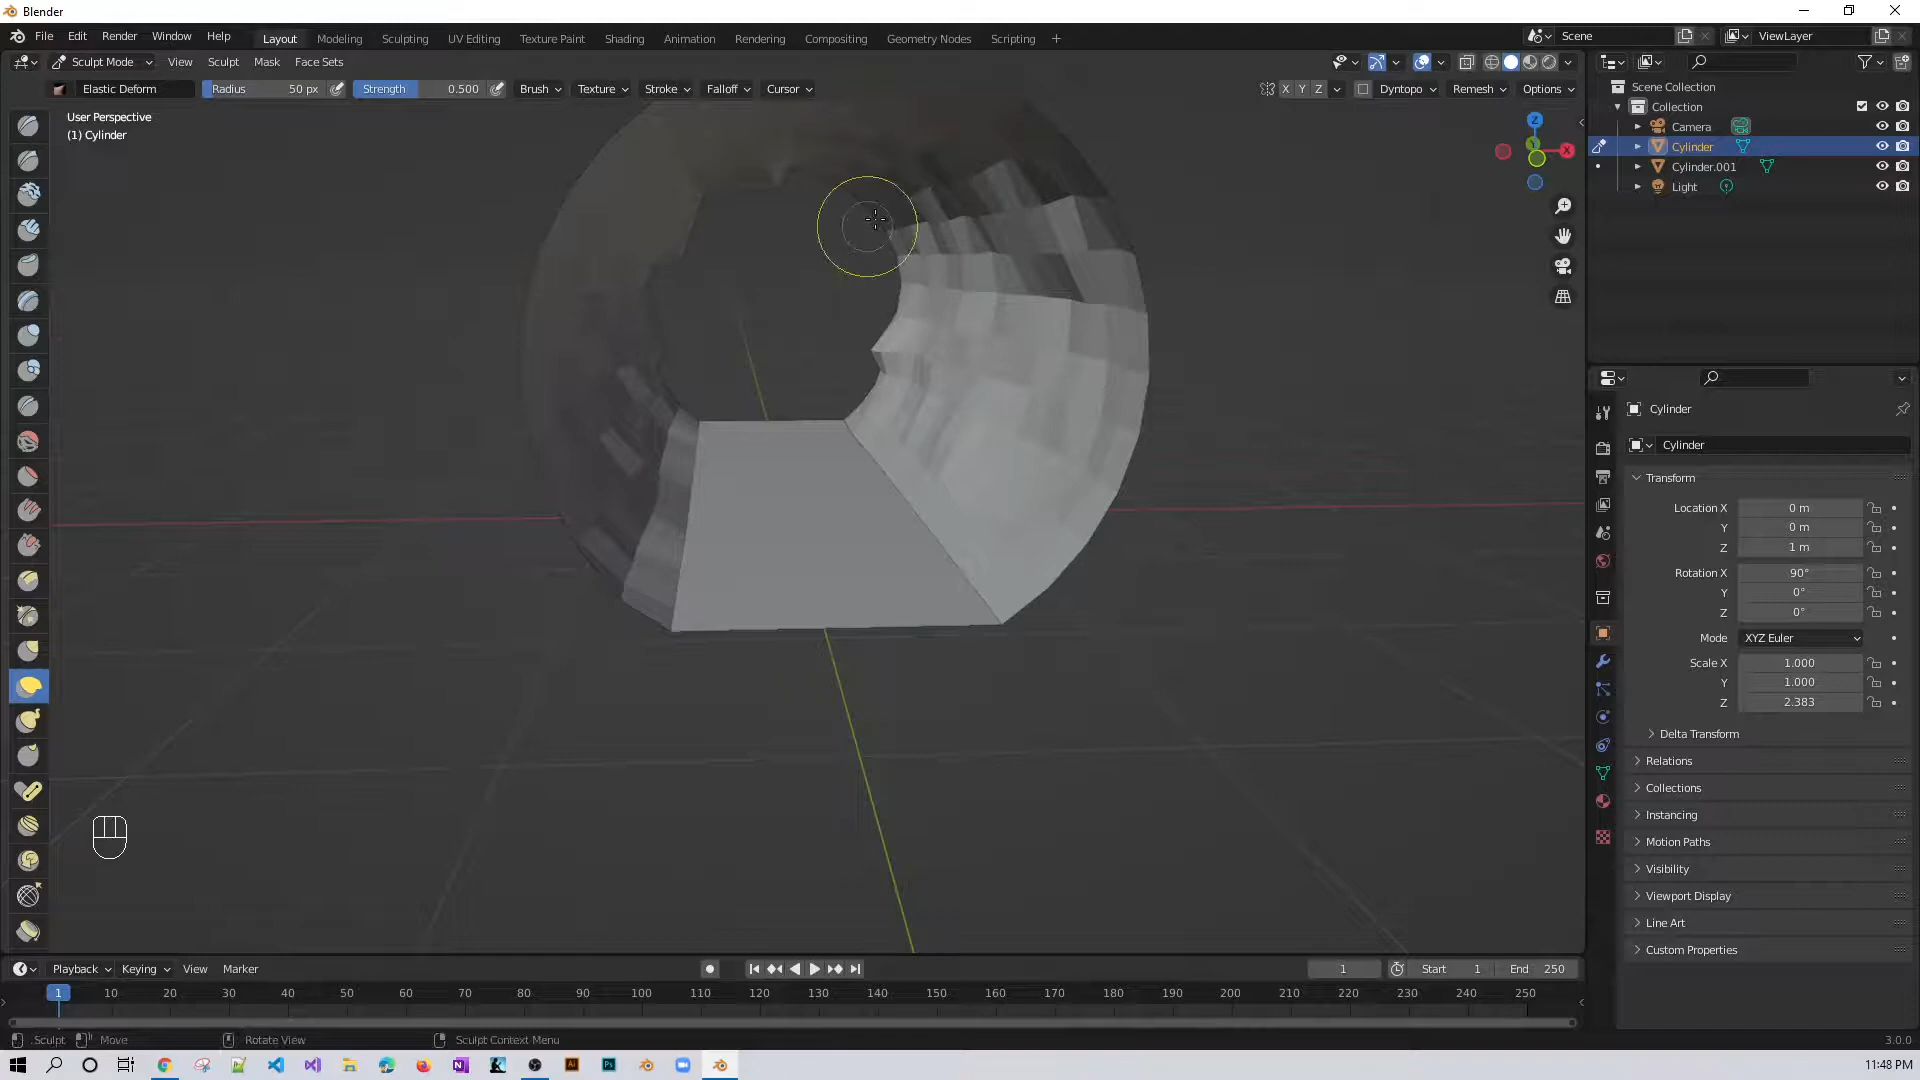 Blender
File Edit Render Window Help Layout Modeling Sculpting UV Editing Texture Paint Shading Animation Rendering Compositing Geometry Nodes Scripting + Scene ViewLayer
Sculpt Mode View Sculpt Mask Face Sets
Elastic Deform Radius 50 px Strength 0.500 Brush Texture Stroke Falloff Cursor X Y Z Dyntopo Remesh Options
User Perspective
(1) Cylinder
Z
X
Scene Collection
Collection
Camera
Cylinder
Cylinder.001
Light
Cylinder
Cylinder
Transform
Location X 0 m
Y 0 m
Z 1 m
Rotation X 90°
Y 0°
Z 0°
Mode XYZ Euler
Scale X 1.000
Y 1.000
Z 2.383
Delta Transform
Relations
Collections
Instancing
Motion Paths
Visibility
Viewport Display
Line Art
Custom Properties
Playback Keying View Marker 1 Start 1 End 250
1 10 20 30 40 50 60 70 80 90 100 110 120 130 140 150 160 170 180 190 200 210 220 230 240 250
Sculpt Move Rotate View Sculpt Context Menu 3.0.0
11:48 PM